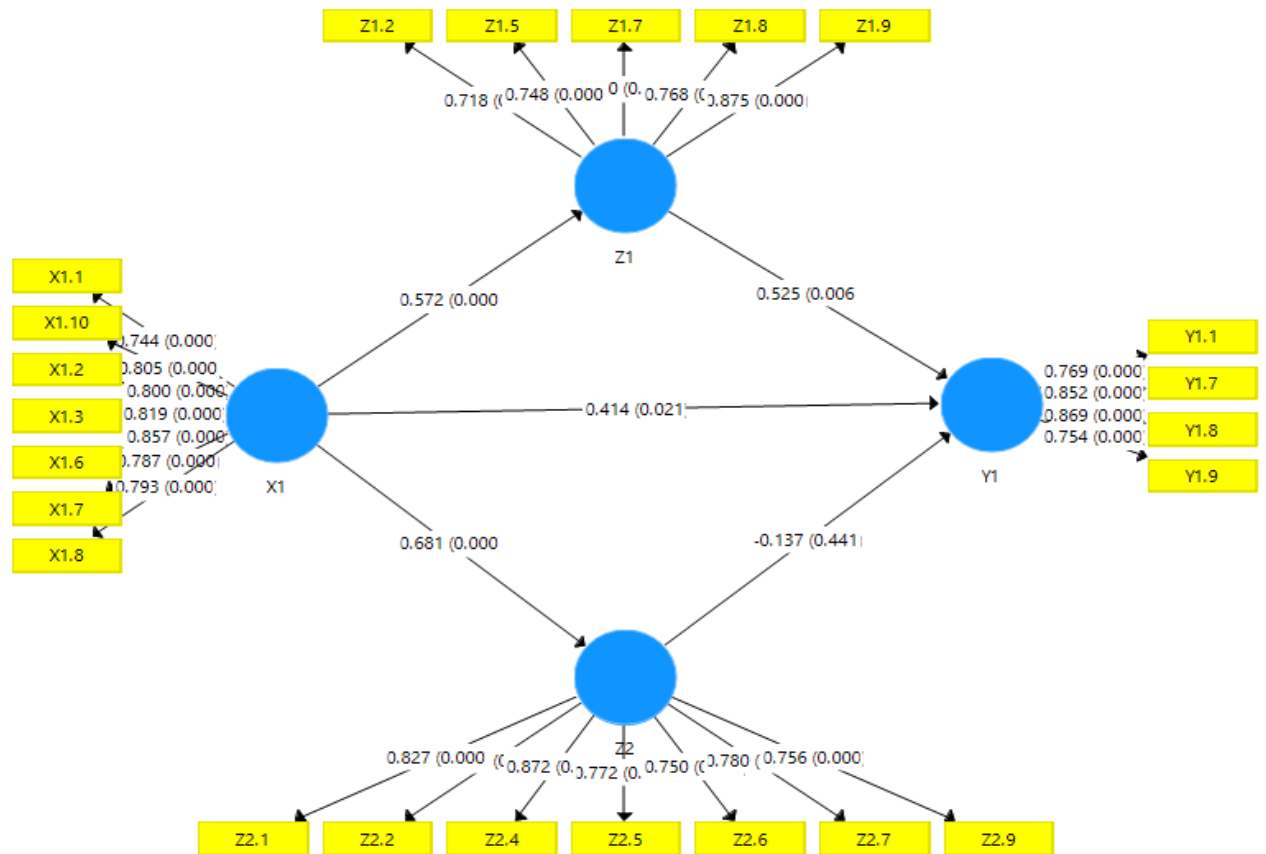 Z1.2 Z1.5 Z1.7 Z1.8 Z1.9
0.718 ( 0.748 (0.000 0 (0. 0.768 ( 0.875 (0.000)
Z1
X1.1
X1.10
X1.2
X1.3
X1.6
X1.7
X1.8
0.744 (0.000)
0.805 (0.000
0.800 (0.000
0.819 (0.000)
0.857 (0.000
0.787 (0.000)
0.793 (0.000)
X1
0.572 (0.000
0.525 (0.006
0.414 (0.021)
0.681 (0.000
-0.137 (0.441)
Y1.1
Y1.7
Y1.8
Y1.9
0.769 (0.000)
0.852 (0.000)
0.869 (0.000)
0.754 (0.000)
Y1
Z2
0.827 (0.000 0.872 (0. 0.772 (0. 0.750 ( 0.780 ( 0.756 (0.000)
Z2.1 Z2.2 Z2.4 Z2.5 Z2.6 Z2.7 Z2.9